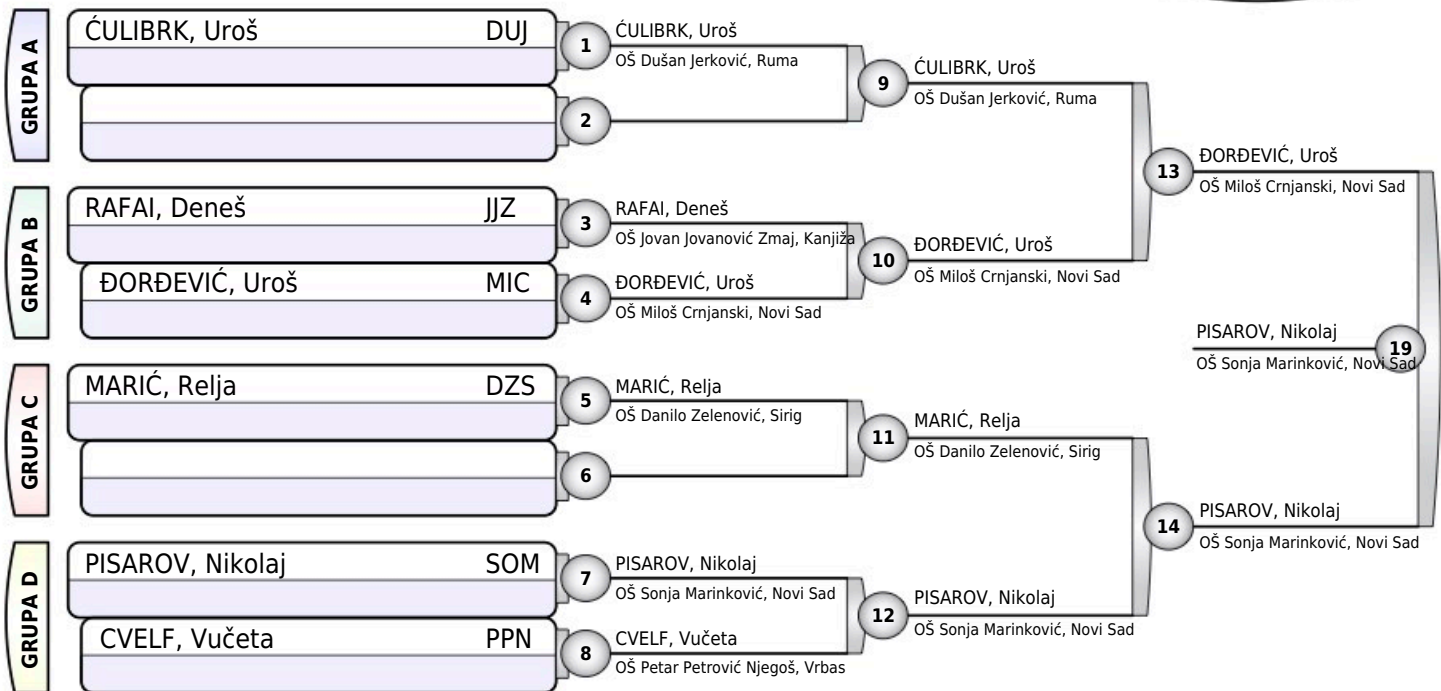 GRUPA A
ĆULIBRK, Uroš DUJ
1
ĆULIBRK, Uroš
OŠ Dušan Jerković, Ruma
2
9
ĆULIBRK, Uroš
OŠ Dušan Jerković, Ruma
GRUPA B
RAFAI, Deneš JJZ
3
RAFAI, Deneš
OŠ Jovan Jovanović Zmaj, Kanjiža
ĐORĐEVIĆ, Uroš MIC
4
ĐORĐEVIĆ, Uroš
OŠ Miloš Crnjanski, Novi Sad
10
ĐORĐEVIĆ, Uroš
OŠ Miloš Crnjanski, Novi Sad
13
ĐORĐEVIĆ, Uroš
OŠ Miloš Crnjanski, Novi Sad
PISAROV, Nikolaj
OŠ Sonja Marinković, Novi Sad
19
GRUPA C
MARIĆ, Relja DZS
5
MARIĆ, Relja
OŠ Danilo Zelenović, Sirig
6
11
MARIĆ, Relja
OŠ Danilo Zelenović, Sirig
14
PISAROV, Nikolaj
OŠ Sonja Marinković, Novi Sad
GRUPA D
PISAROV, Nikolaj SOM
7
PISAROV, Nikolaj
OŠ Sonja Marinković, Novi Sad
CVELF, Vučeta PPN
8
CVELF, Vučeta
OŠ Petar Petrović Njegoš, Vrbas
12
PISAROV, Nikolaj
OŠ Sonja Marinković, Novi Sad